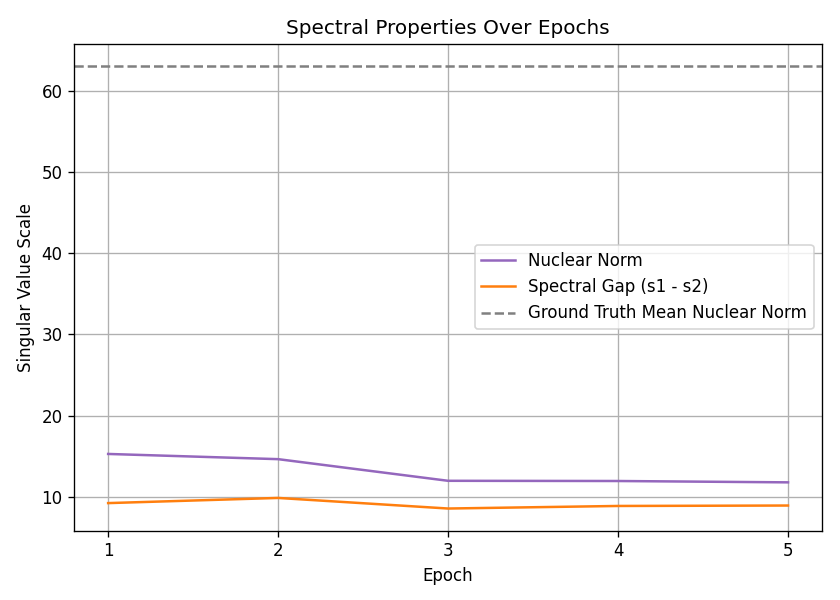 Spectral Properties Over Epochs
Singular Value Scale
60
50
40
30
20
10
Nuclear Norm
Spectral Gap (s1 - s2)
Ground Truth Mean Nuclear Norm
1 2 3 4 5
Epoch